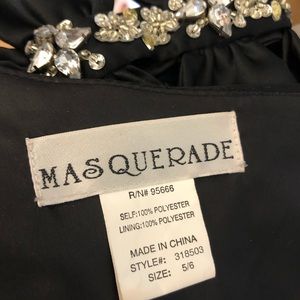 MASQUERADE
R/N# 95666
SELF:100% POLYESTER
LINING:100% POLYESTER
MADE IN CHINA
STYLE#: 318503
SIZE: 5/6